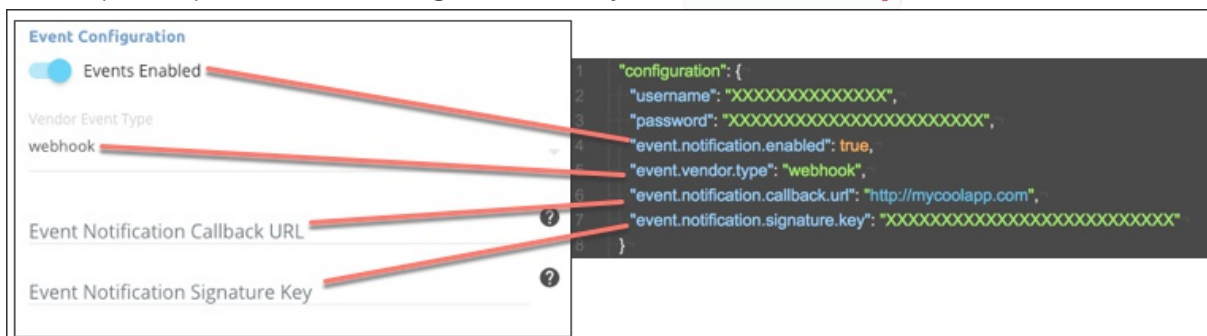 Event Configuration
Events Enabled
Vendor Event Type
webhook
Event Notification Callback URL
?
Event Notification Signature Key
?
1 "configuration": {
2 "username": "XXXXXXXXXXXXXX",
3 "password": "XXXXXXXXXXXXXXXXXXXXXXX",
4 "event.notification.enabled": true,
5 "event.vendor.type": "webhook",
6 "event.notification.callback.url": "http://mycoolapp.com",
7 "event.notification.signature.key": "XXXXXXXXXXXXXXXXXXXXXXXXXX"
8 }